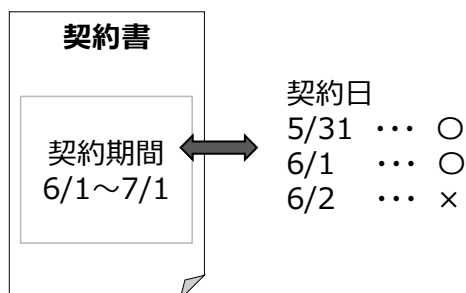 契約書
契約期間
6/1～7/1
契約日
5/31 … 〇
6/1 … 〇
6/2 … ×